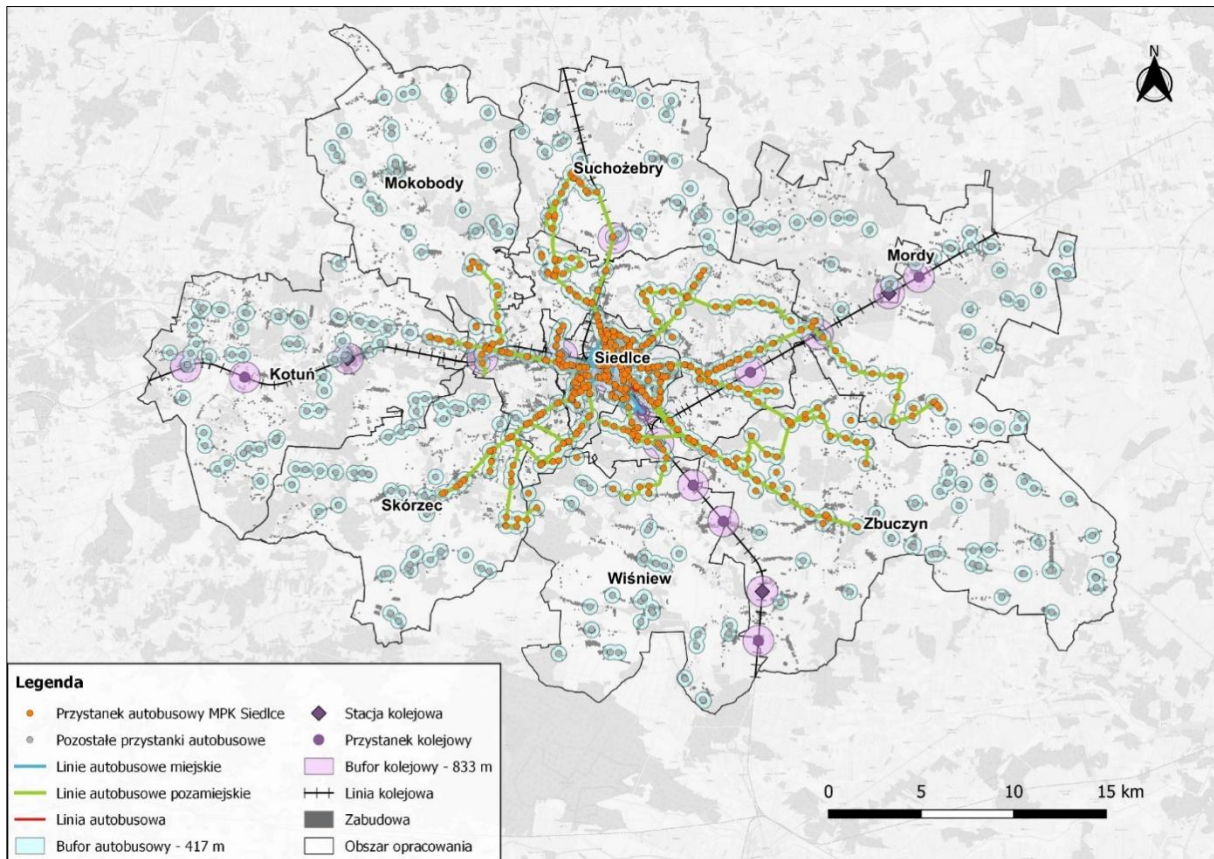 N
Suchożebry
Mokobody
Mordy
Siedlce
Kotuń
Skórzec
Zbuczyn
Wiśniew
Legenda
Przystanek autobusowy MPK Siedlce
Pozostałe przystanki autobusowe
Linie autobusowe miejskie
Linie autobusowe pozamiejskie
Linia autobusowa
Bufor autobusowy - 417 m
Stacja kolejowa
Przystanek kolejowy
Bufor kolejowy - 833 m
Linia kolejowa
Zabudowa
Obszar opracowania
0 5 10 15 km